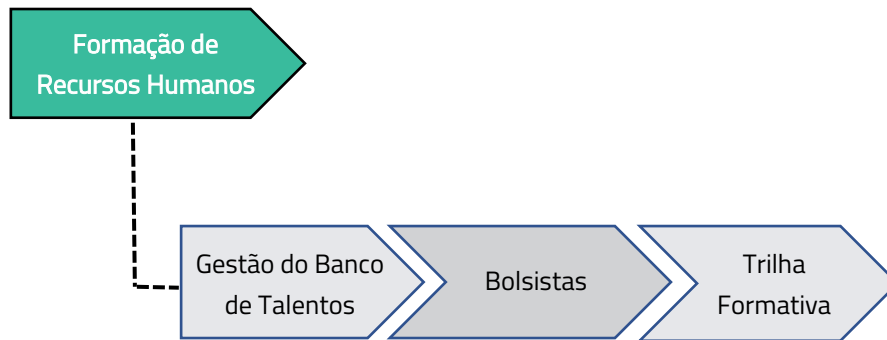 Formação de
Recursos Humanos
Gestão do Banco
de Talentos
Bolsistas
Trilha
Formativa